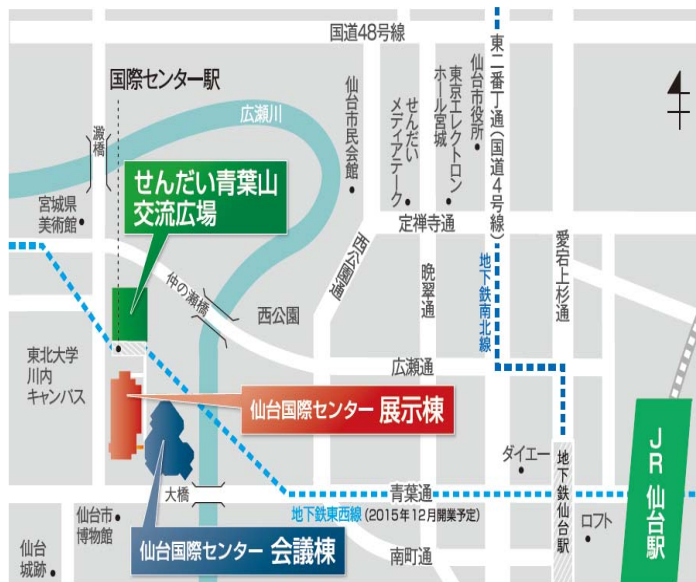 国道48号線
国際センター駅
広瀬川
澱橋
仙台市民会館
せんだい
メディアテーク
東京エレクトロン
ホール宮城
仙台市役所
東二番丁通(国道4号線)
せんだい青葉山
交流広場
宮城県
美術館
定禅寺通
西公園通
晩翠通
地下鉄南北線
愛宕上杉通
仲の瀬橋
西公園
広瀬通
東北大学
川内
キャンパス
仙台国際センター 展示棟
ダイエー
地下鉄仙台駅
JR仙台駅
大橋
青葉通
地下鉄東西線(2015年12月開業予定)
仙台市
博物館
仙台国際センター 会議棟
ロフト
仙台
城跡
南町通